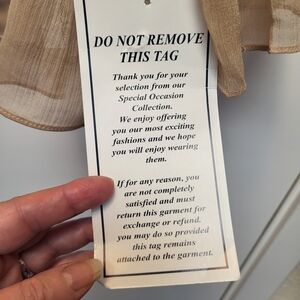 DO NOT REMOVE
THIS TAG
Thank you for your
selection from our
Special Occasion
Collection.
We enjoy offering
you our most exciting
fashions and we hope
you will enjoy wearing
them.
If for any reason, you
are not completely
satisfied and must
return this garment for
exchange or refund.
you may do so provided
this tag remains
attached to the garment.